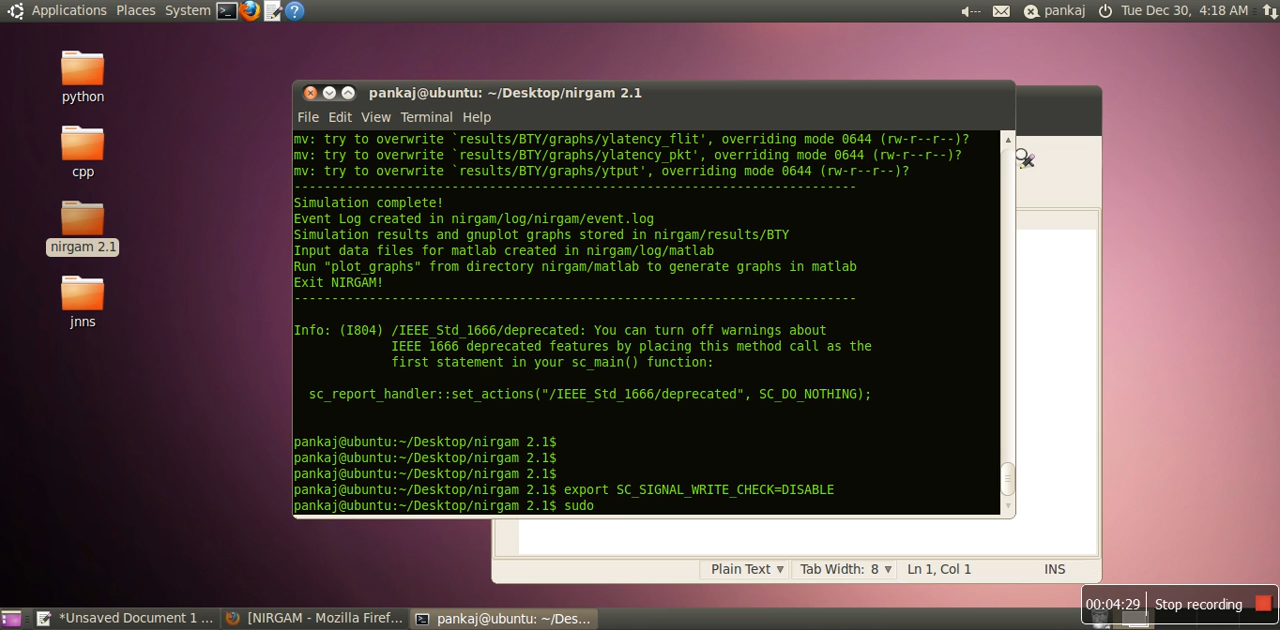 Applications Places System
pankaj Tue Dec 30, 4:18 AM
python
cpp
nirgam 2.1
jnns
pankaj@ubuntu: ~/Desktop/nirgam 2.1
File Edit View Terminal Help
mv: try to overwrite `results/BTY/graphs/ylatency_flit', overriding mode 0644 (rw-r--r--)?
mv: try to overwrite `results/BTY/graphs/ylatency_pkt', overriding mode 0644 (rw-r--r--)?
mv: try to overwrite `results/BTY/graphs/ytput', overriding mode 0644 (rw-r--r--)?
---------------------------------------------------------------------------
Simulation complete!
Event Log created in nirgam/log/nirgam/event.log
Simulation results and gnuplot graphs stored in nirgam/results/BTY
Input data files for matlab created in nirgam/log/matlab
Run "plot_graphs" from directory nirgam/matlab to generate graphs in matlab
Exit NIRGAM!
---------------------------------------------------------------------------
Info: (I804) /IEEE_Std_1666/deprecated: You can turn off warnings about
IEEE 1666 deprecated features by placing this method call as the
first statement in your sc_main() function:
sc_report_handler::set_actions("/IEEE_Std_1666/deprecated", SC_DO_NOTHING);
pankaj@ubuntu:~/Desktop/nirgam 2.1$
pankaj@ubuntu:~/Desktop/nirgam 2.1$
pankaj@ubuntu:~/Desktop/nirgam 2.1$
pankaj@ubuntu:~/Desktop/nirgam 2.1$ export SC_SIGNAL_WRITE_CHECK=DISABLE
pankaj@ubuntu:~/Desktop/nirgam 2.1$ sudo
Plain Text Tab Width: 8 Ln 1, Col 1 INS
00:04:29 Stop recording
*Unsaved Document 1 ... [NIRGAM - Mozilla Firef... pankaj@ubuntu: ~/Des...